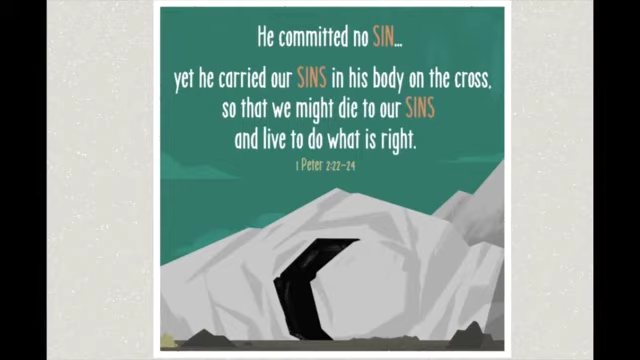 He committed no SIN...
yet he carried our SINS in his body on the cross,
so that we might die to our SINS
and live to do what is right.
1 Peter 2:22-24